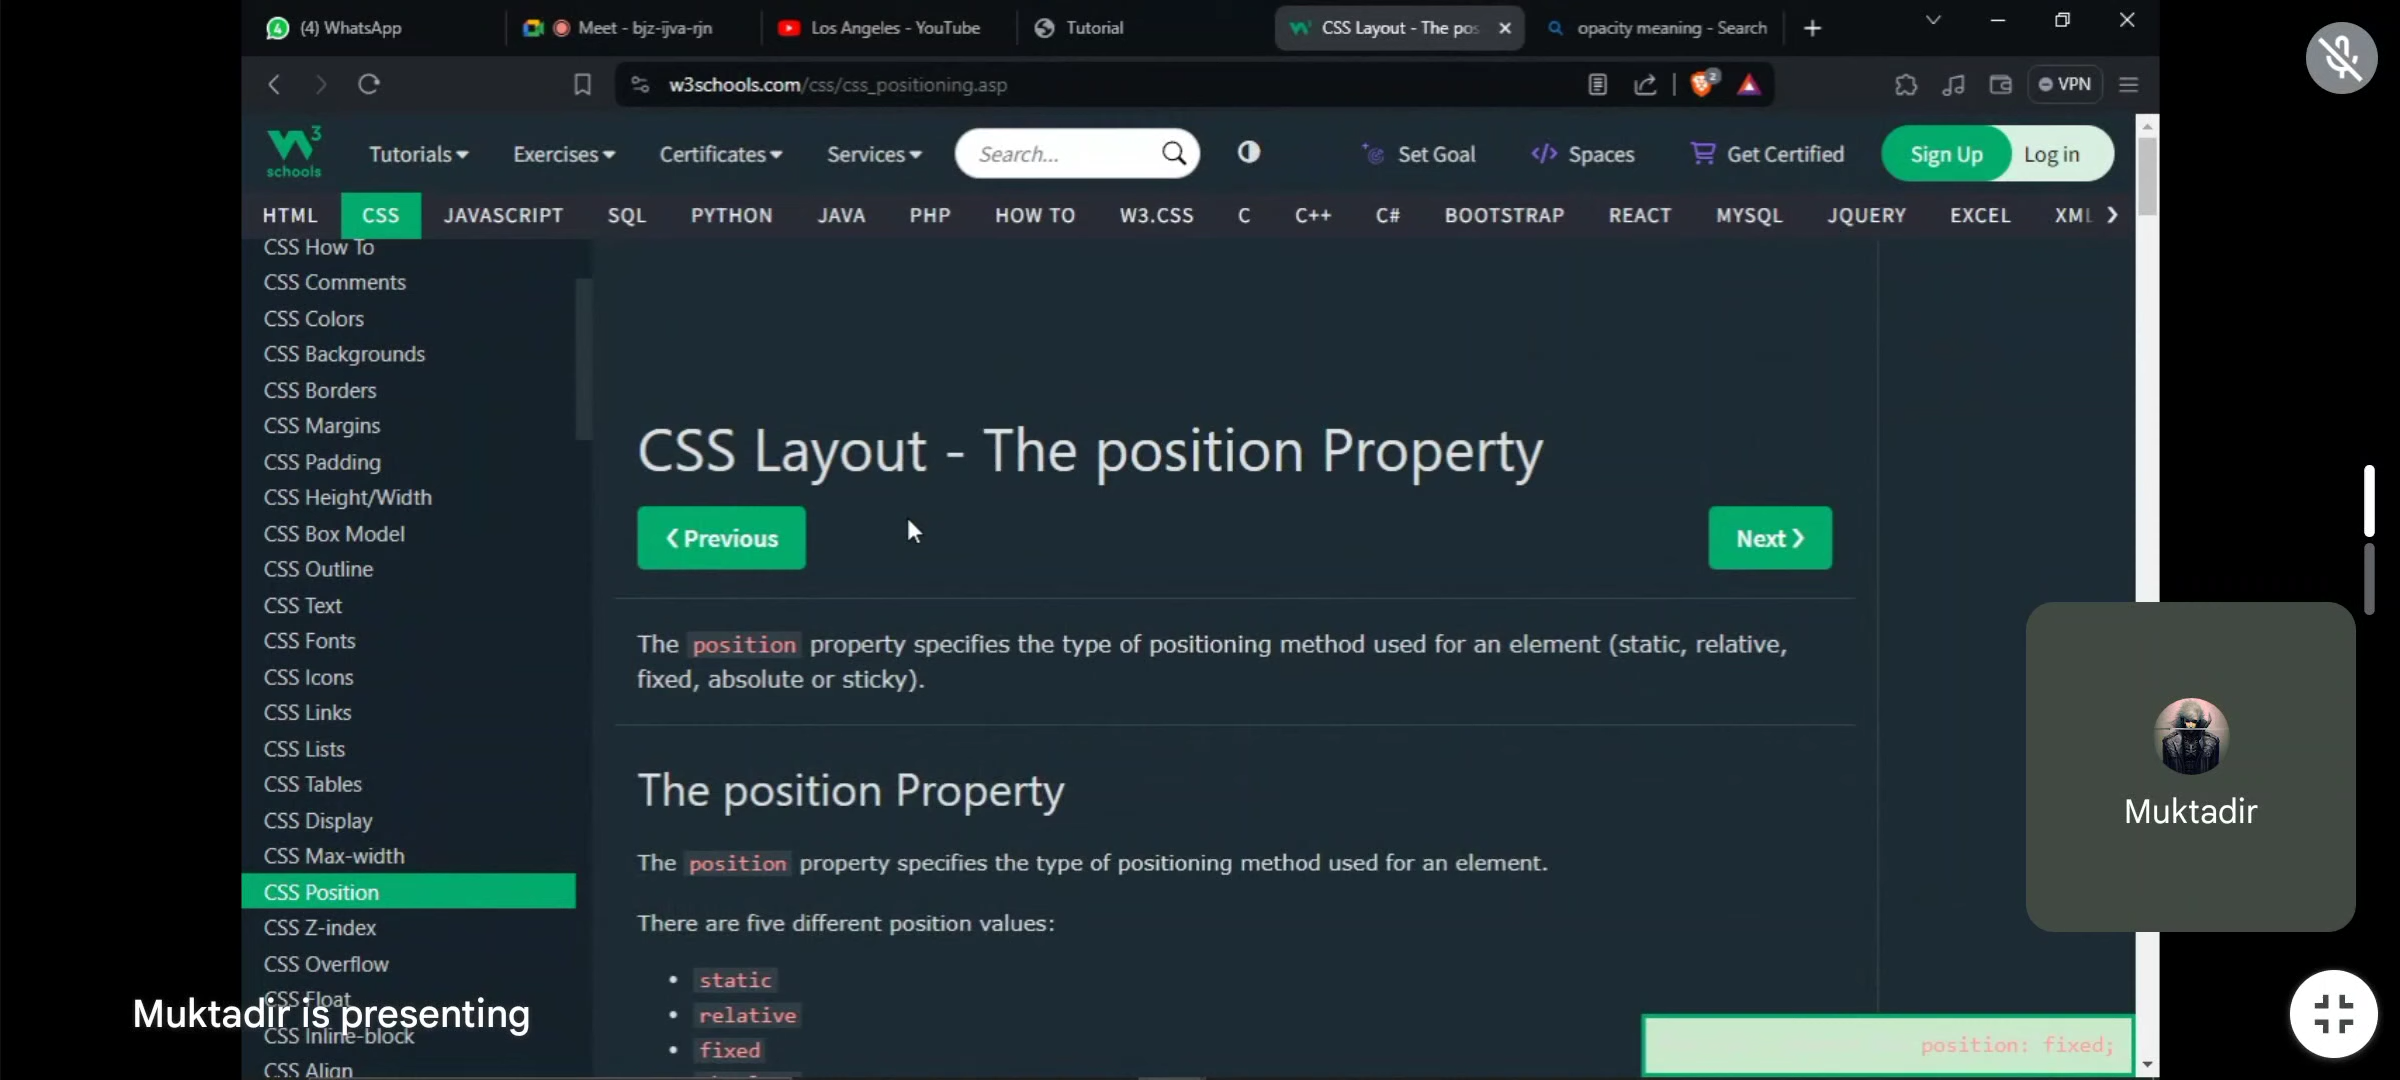 (4) WhatsApp
Meet - bjz-ijva-rjn
Los Angeles - YouTube
Tutorial
CSS Layout - The pos
opacity meaning - Search
w3schools.com/css/css_positioning.asp
2
VPN
3
schools
Tutorials
Exercises
Certificates
Services
Search...
Set Goal
Spaces
Get Certified
Sign Up
Log in
HTML
CSS
JAVASCRIPT
SQL
PYTHON
JAVA
PHP
HOW TO
W3.CSS
C
C++
C#
BOOTSTRAP
REACT
MYSQL
JQUERY
EXCEL
XML
CSS How To
CSS Comments
CSS Colors
CSS Backgrounds
CSS Borders
CSS Margins
CSS Padding
CSS Height/Width
CSS Box Model
CSS Outline
CSS Text
CSS Fonts
CSS Icons
CSS Links
CSS Lists
CSS Tables
CSS Display
CSS Max-width
CSS Position
CSS Z-index
CSS Overflow
CSS Float
CSS Inline-block
CSS Align
CSS Layout - The position Property
❮ Previous
Next ❯
The position property specifies the type of positioning method used for an element (static, relative,
fixed, absolute or sticky).
The position Property
The position property specifies the type of positioning method used for an element.
There are five different position values:
• static
• relative
• fixed
position: fixed;
Muktadir
Muktadir is presenting